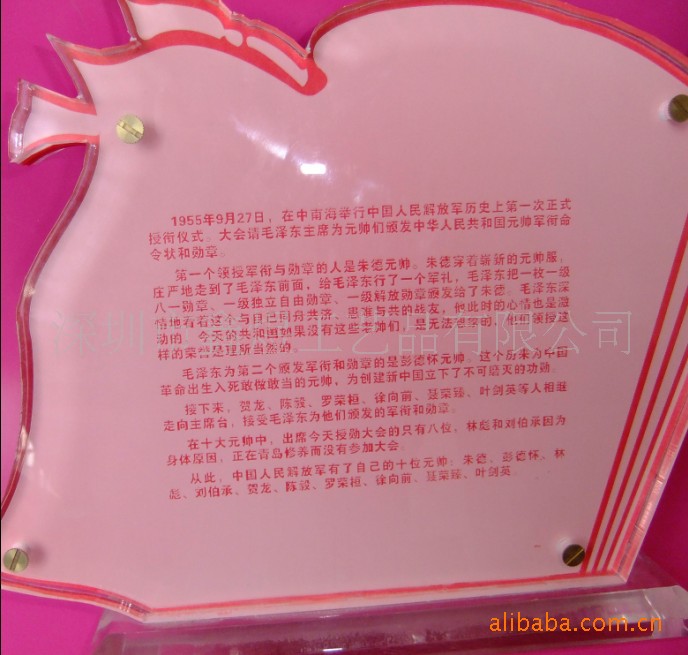 1955年9月27日，在中南海举行中国人民解放军历史上第一次正式
授衔仪式。大会请毛泽东主席为元帅们颁发中华人民共和国元帅军衔命
令状和勋章。
第一个领授军衔与勋章的人是朱德元帅。朱德穿着崭新的元帅服，
庄严地走到了毛泽东前面，给毛泽东行了一个军礼，毛泽东把一枚一级
八一勋章、一级独立自由勋章、一级解放勋章颁发给了朱德。毛泽东深
情地看着这个与自己同舟共济、患难与共的战友，他此时的心情也是激
动的。今天的共和国如果没有这些老帅们，是无法想象的，他们领授这
样的荣誉是理所当然的。
毛泽东为第二个颁发军衔和勋章的是彭德怀元帅。这个历来为中国
革命出生入死敢做敢当的元帅，为创建新中国立下了不可磨灭的功勋。
接下来，贺龙、陈毅、罗荣桓、徐向前、聂荣臻、叶剑英等人相继
走向主席台，接受毛泽东为他们颁发的军衔和勋章。
在十大元帅中，出席今天授勋大会的只有八位。林彪和刘伯承因为
身体原因，正在青岛修养而没有参加大会。
从此，中国人民解放军有了自己的十位元帅：朱德、彭德怀、林
彪、刘伯承、贺龙、陈毅、罗荣桓、徐向前、聂荣臻、叶剑英。
工艺品有限公司
alibaba.com.cn